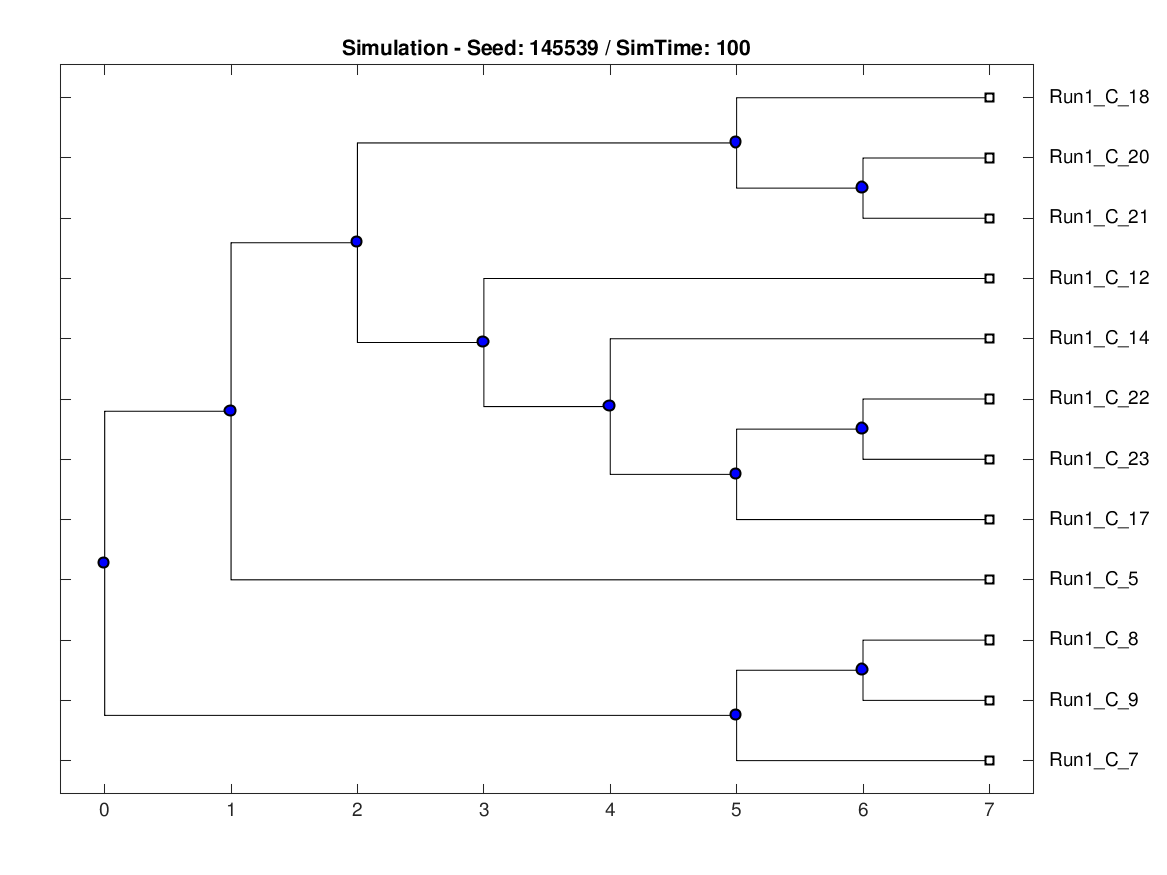 Simulation - Seed: 145539 / SimTime: 100
Run1_C_18
Run1_C_20
Run1_C_21
Run1_C_12
Run1_C_14
Run1_C_22
Run1_C_23
Run1_C_17
Run1_C_5
Run1_C_8
Run1_C_9
Run1_C_7
0 1 2 3 4 5 6 7